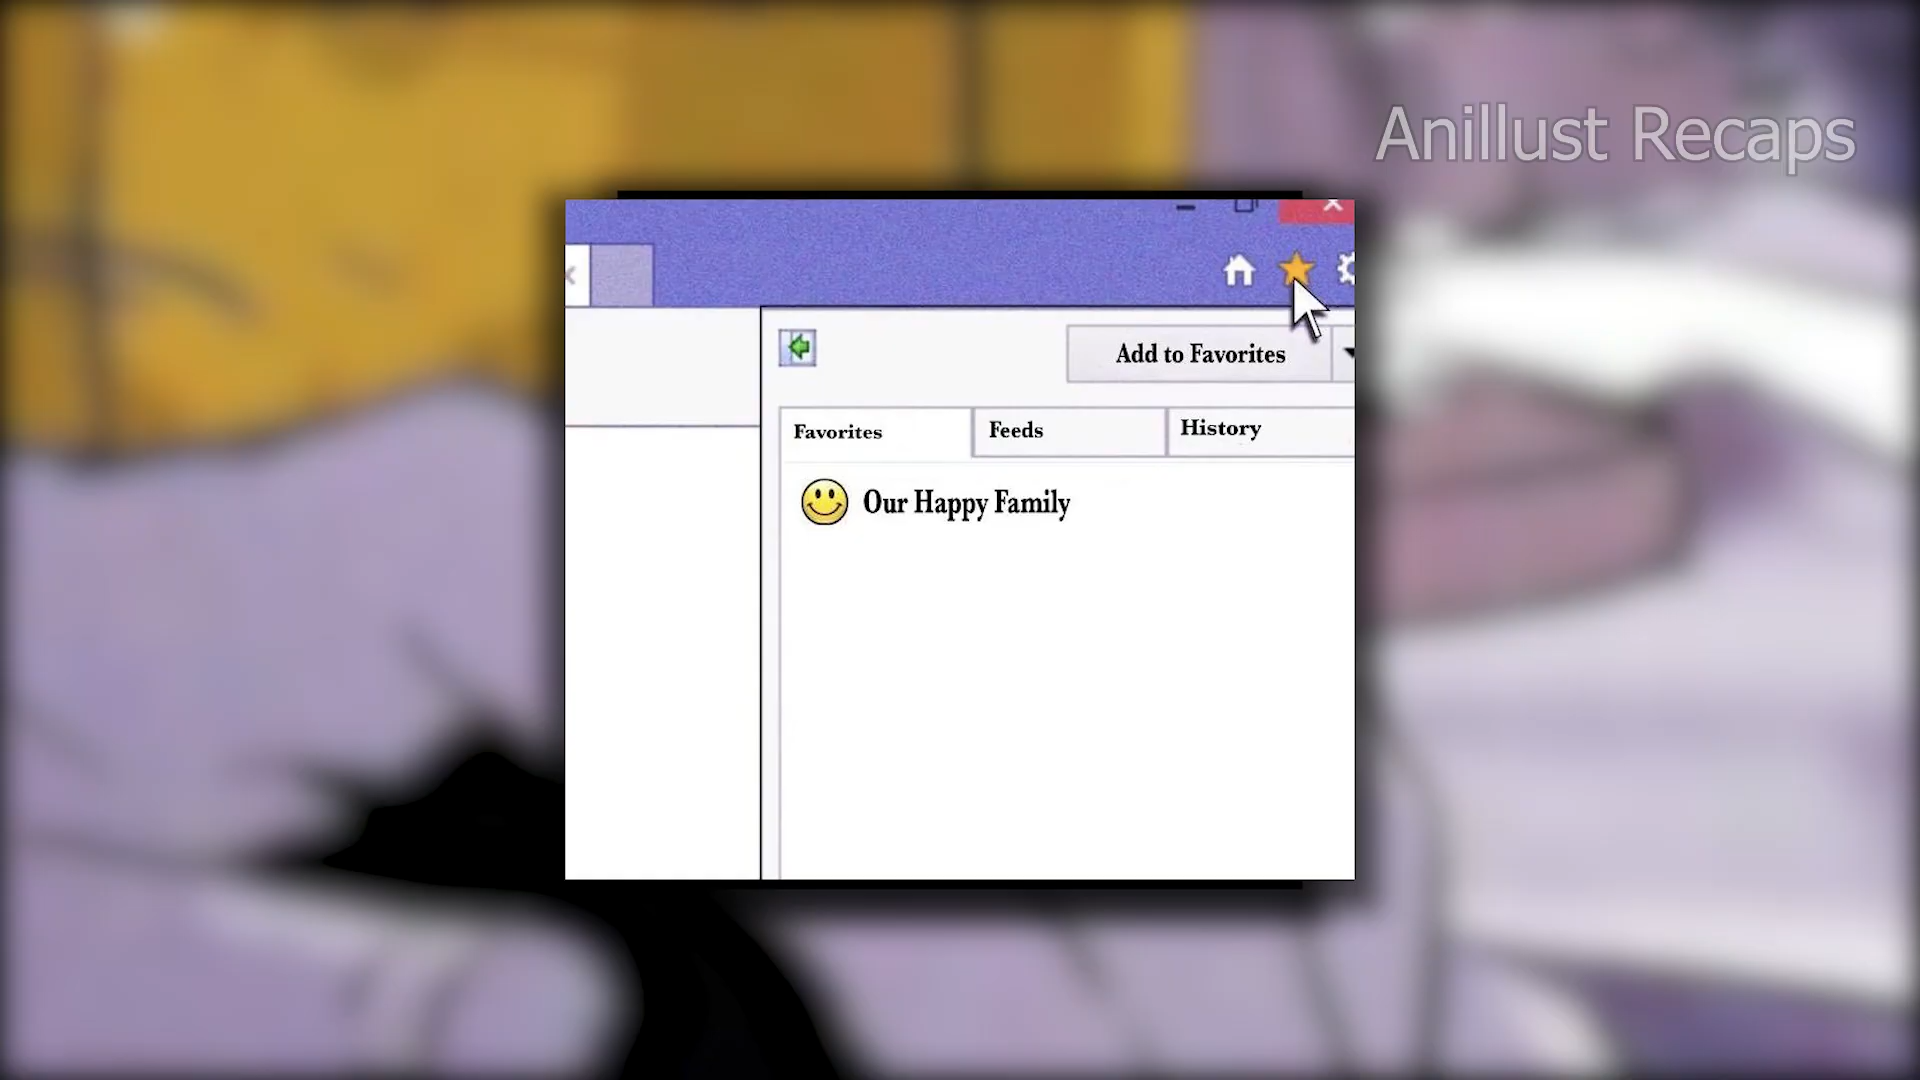 Anillust Recaps
Add to Favorites
Favorites
Feeds
History
Our Happy Family